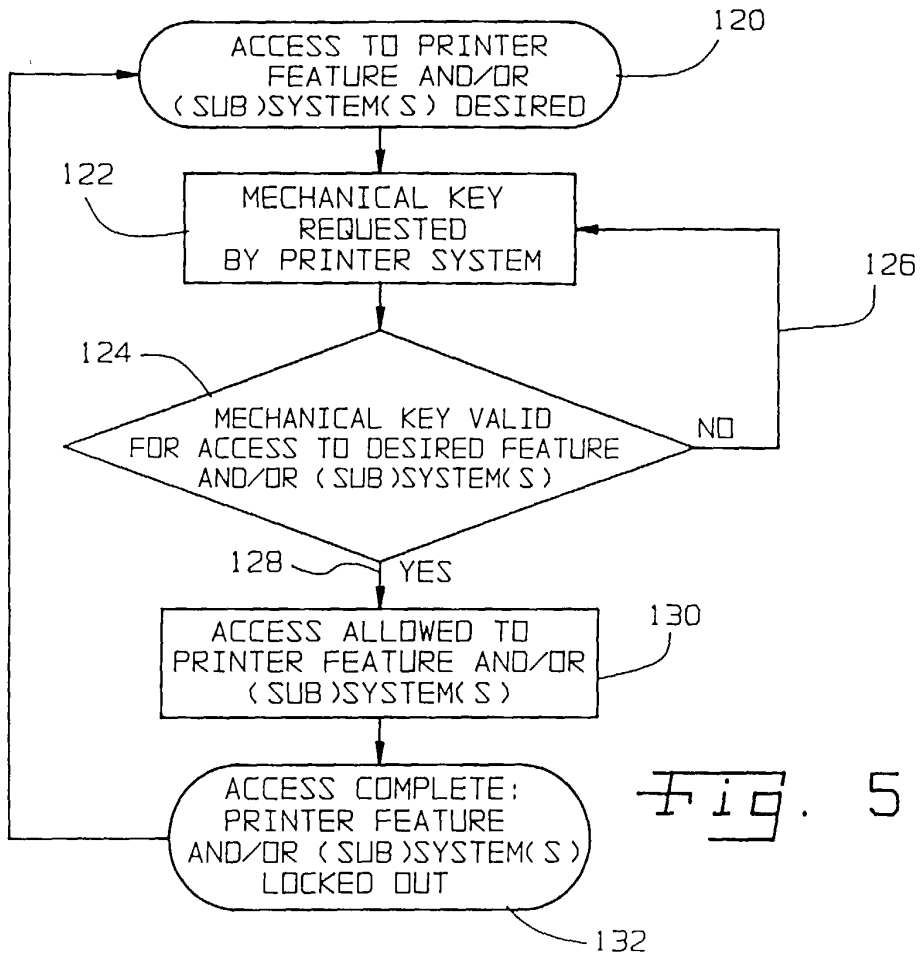 120
ACCESS TO PRINTER
FEATURE AND/OR
(SUB)SYSTEM(S) DESIRED
122
MECHANICAL KEY
REQUESTED
BY PRINTER SYSTEM
126
124
MECHANICAL KEY VALID
FOR ACCESS TO DESIRED FEATURE
AND/OR (SUB)SYSTEM(S)
NO
128
YES
130
ACCESS ALLOWED TO
PRINTER FEATURE AND/OR
(SUB)SYSTEM(S)
ACCESS COMPLETE:
PRINTER FEATURE
AND/OR (SUB)SYSTEM(S)
LOCKED OUT
132
Fig. 5